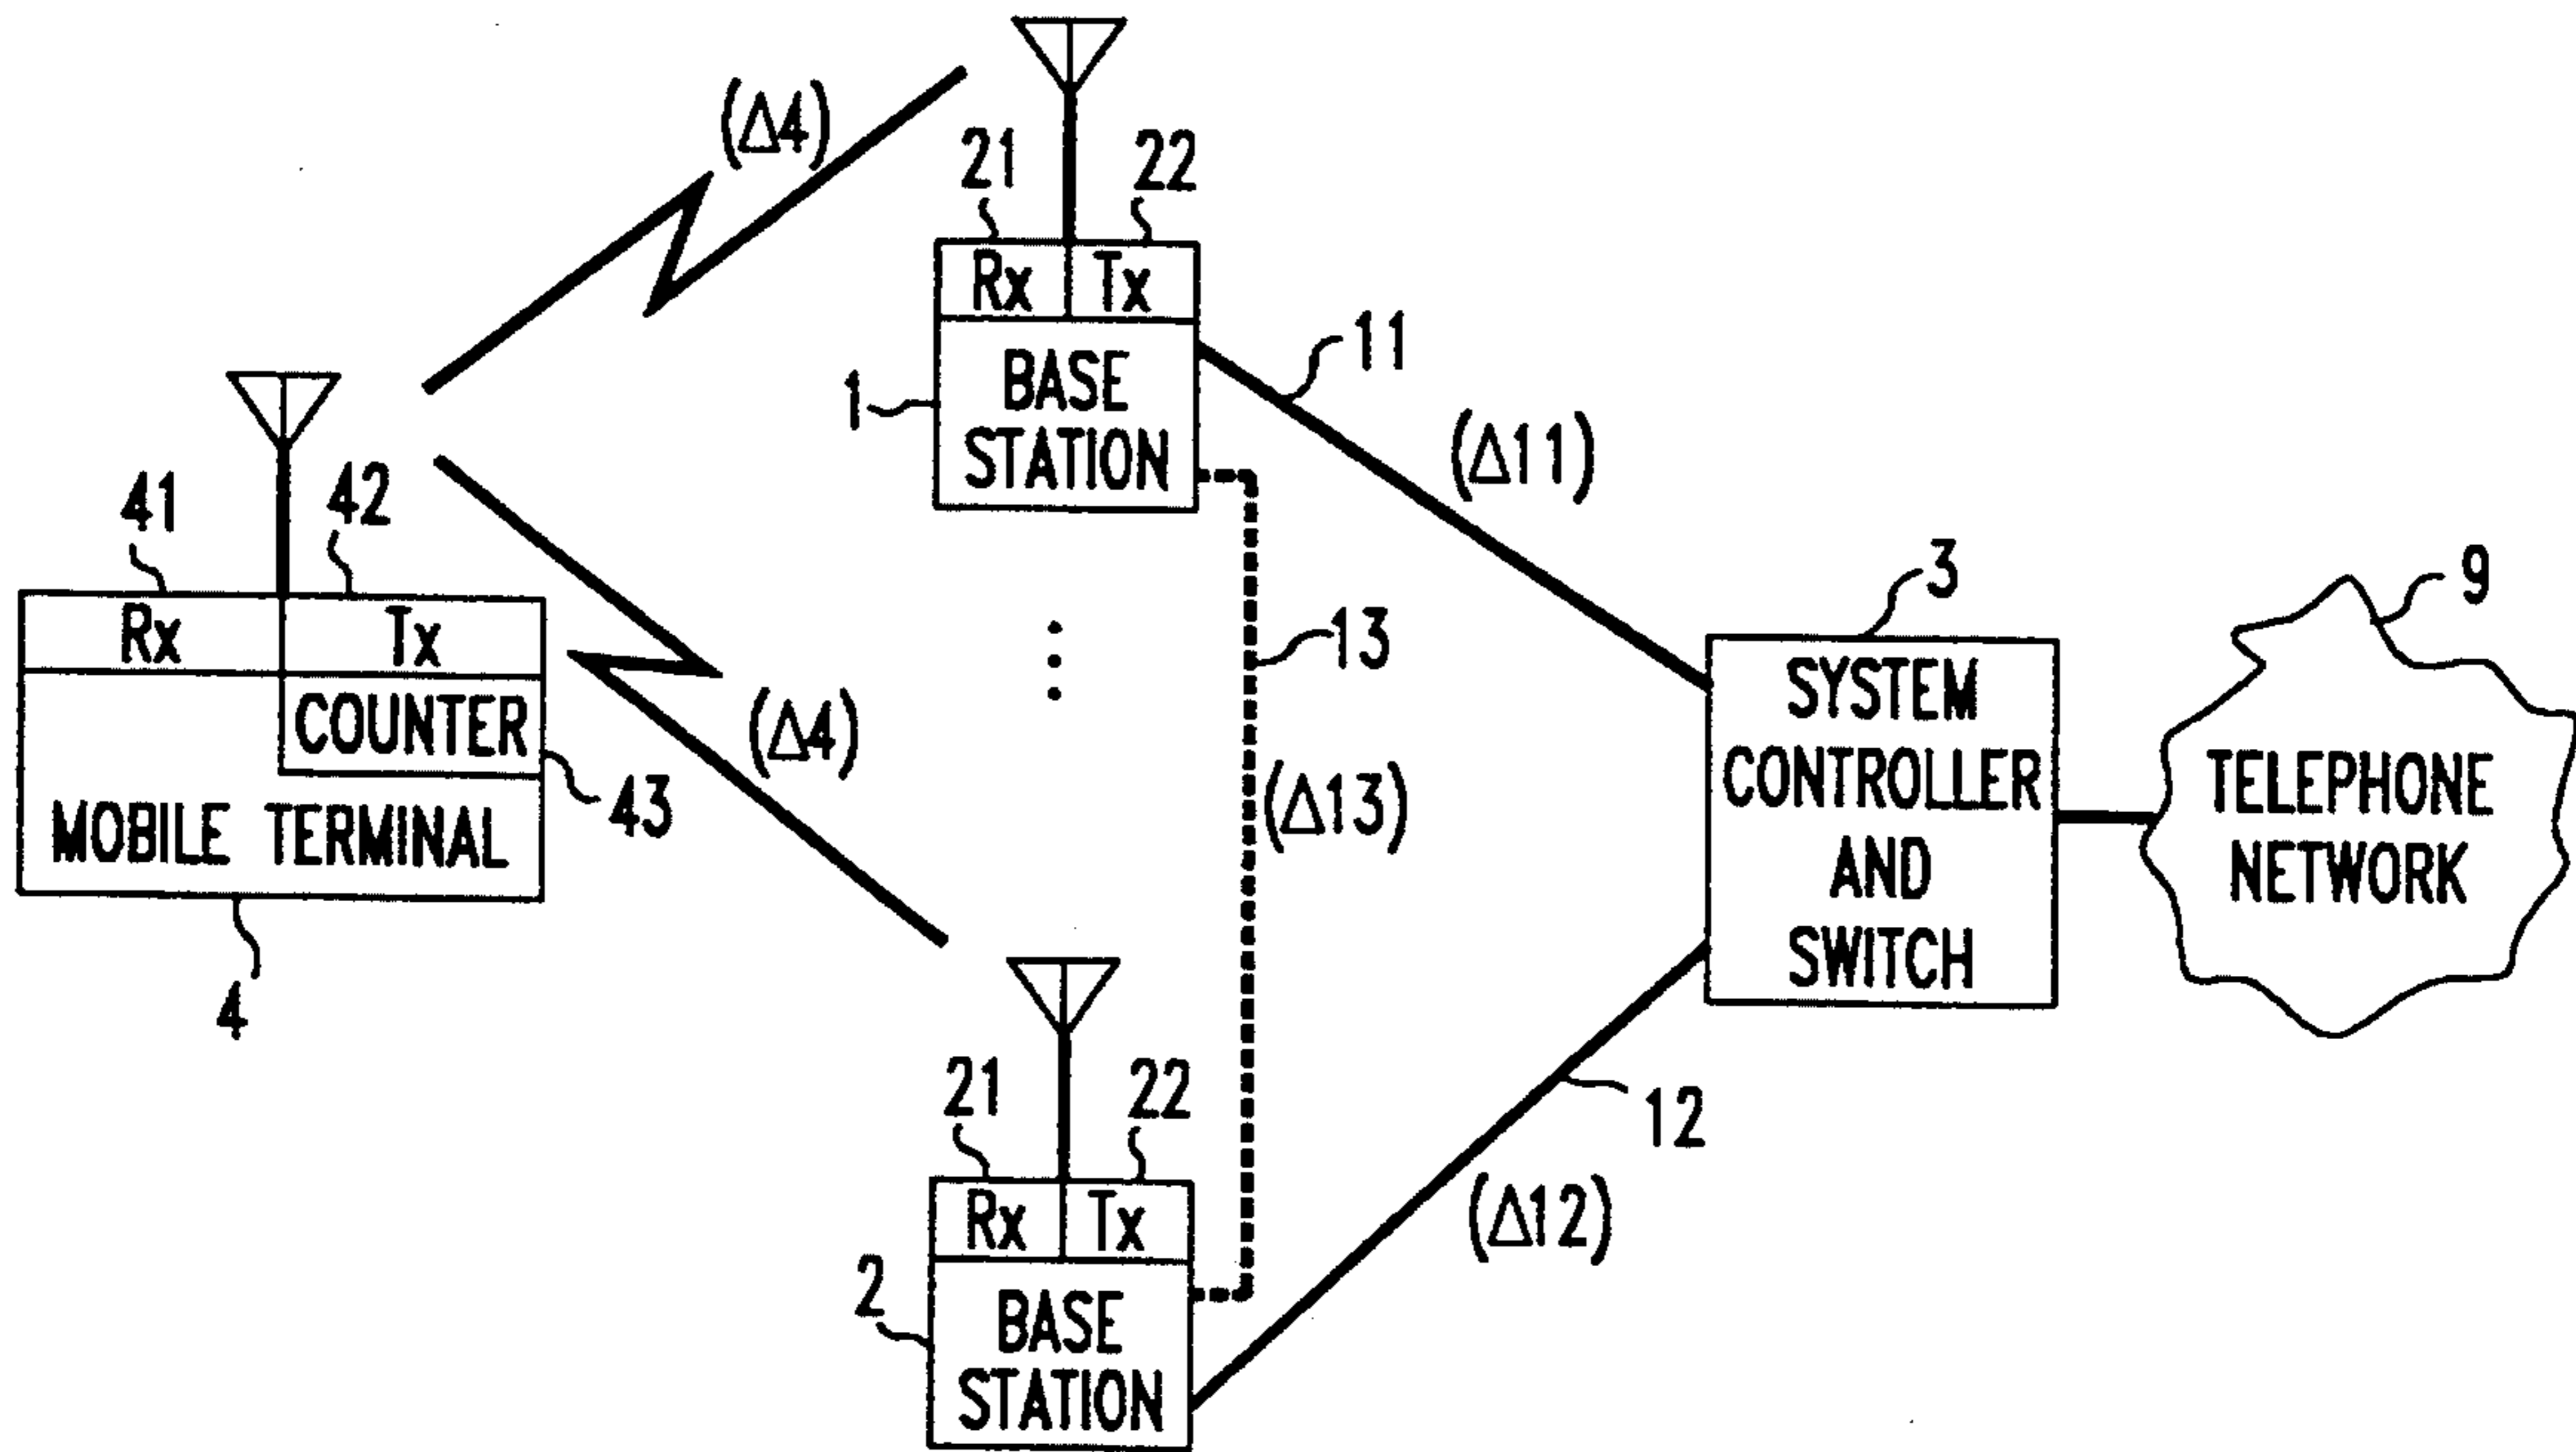 (Δ4)
21
22
Rx
Tx
1
BASE
STATION
11
(Δ11)
41
42
Rx
Tx
COUNTER
43
MOBILE TERMINAL
4
(Δ4)
13
(Δ13)
3
SYSTEM
CONTROLLER
AND
SWITCH
9
TELEPHONE
NETWORK
21
22
Rx
Tx
2
BASE
STATION
12
(Δ12)